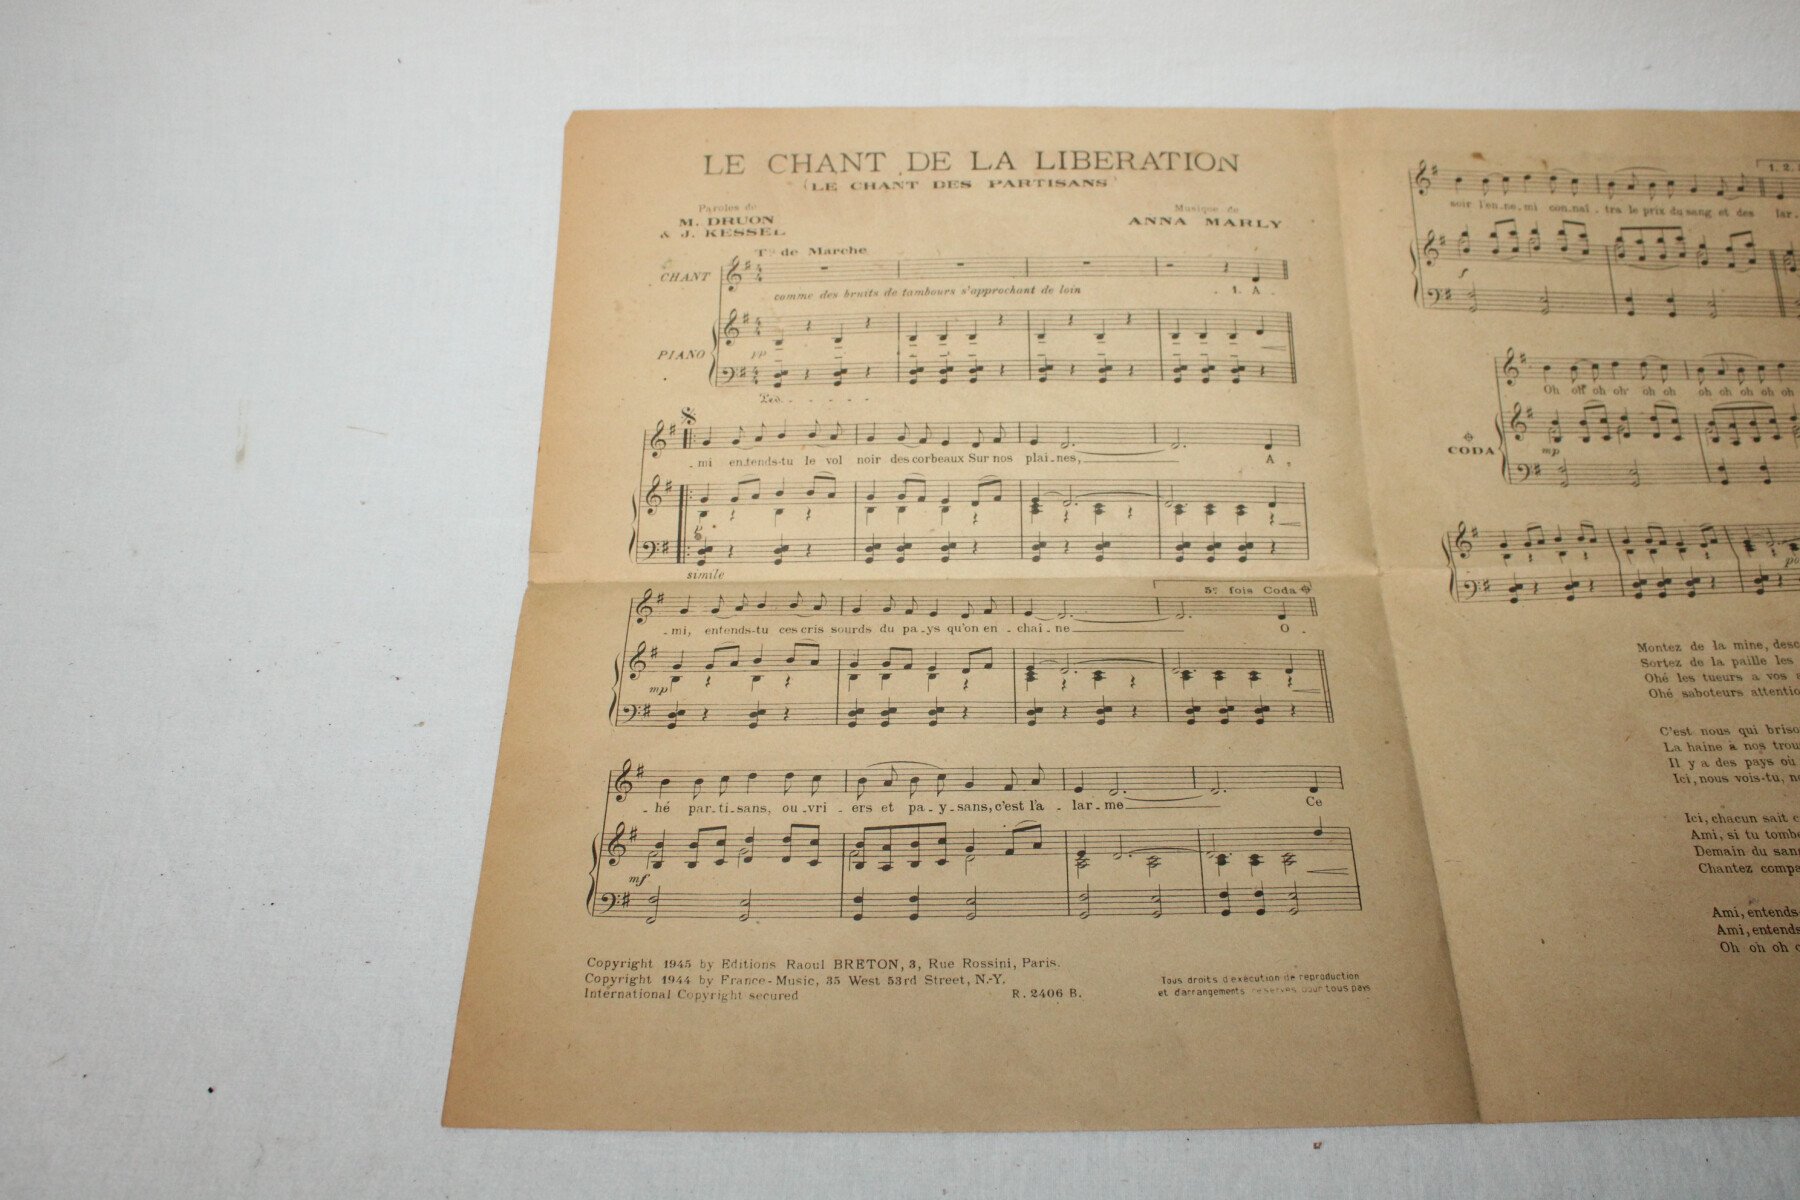 LE CHANT DE LA LIBERATION
(LE CHANT DES PARTISANS)
Paroles de
M. DRUON
& J. KESSEL
Musique de
ANNA MARLY
Tº de Marche
CHANT
comme des bruits de tambours s'approchant de loin
1. A -
PIANO
pp
Ped.
- mi entends-tu le vol noir des corbeaux Sur nos plai-nes, A -
p
simile
5e fois Coda
- mi, entends-tu ces cris sourds du pa-ys qu'on en - chai-ne O -
mp
- hé par-ti-sans, ou-vri - ers et pa-y-sans, c'est l'a - lar-me Ce
mf
Copyright 1945 by Editions Raoul BRETON, 3, Rue Rossini, Paris.
Copyright 1944 by France-Music, 35 West 53rd Street, N.-Y.
International Copyright secured
R. 2406 B.
Tous droits d'exécution de reproduction
et d'arrangements réservés pour tous pays
1. 2.
soir l'en-ne-mi con-naî-tra le prix du sang et des lar-
f
Oh oh oh oh oh oh oh oh oh oh oh
CODA
mp
Montez de la mine,
Sortez de la paille les
Ohé les tueurs a vos
Ohé saboteurs
C'est nous qui
La haine à nos
Il y a des pays où
Ici, nous vois-tu,
Ici, chacun sait
Ami, si tu
Demain du
Chantez
Ami, entends-
Ami, entends-
Oh oh oh